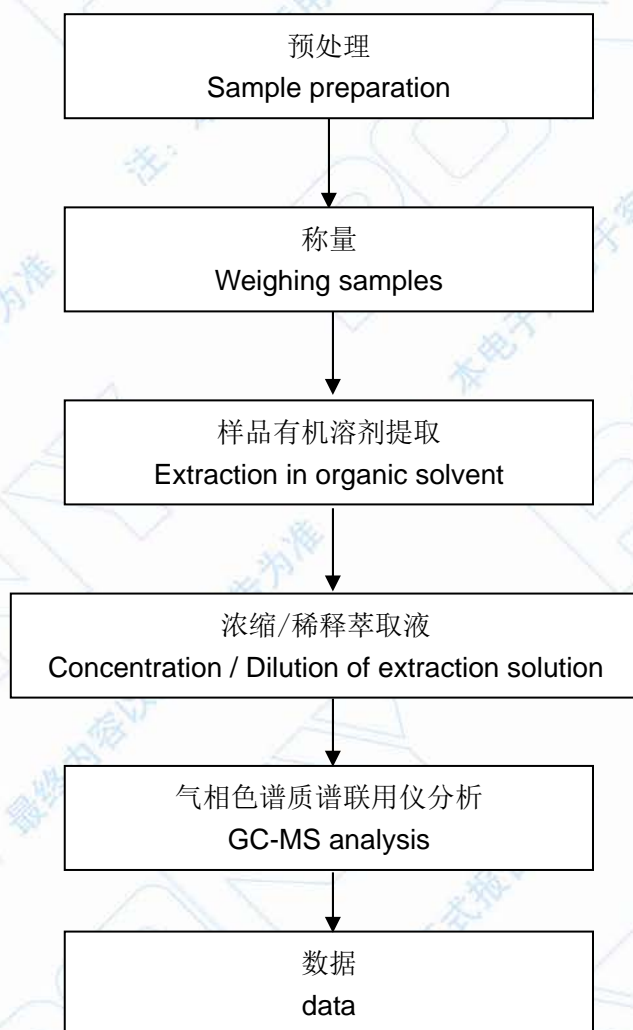 预处理
Sample preparation
称量
Weighing samples
样品有机溶剂提取
Extraction in organic solvent
浓缩/稀释萃取液
Concentration / Dilution of extraction solution
气相色谱质谱联用仪分析
GC-MS analysis
数据
data